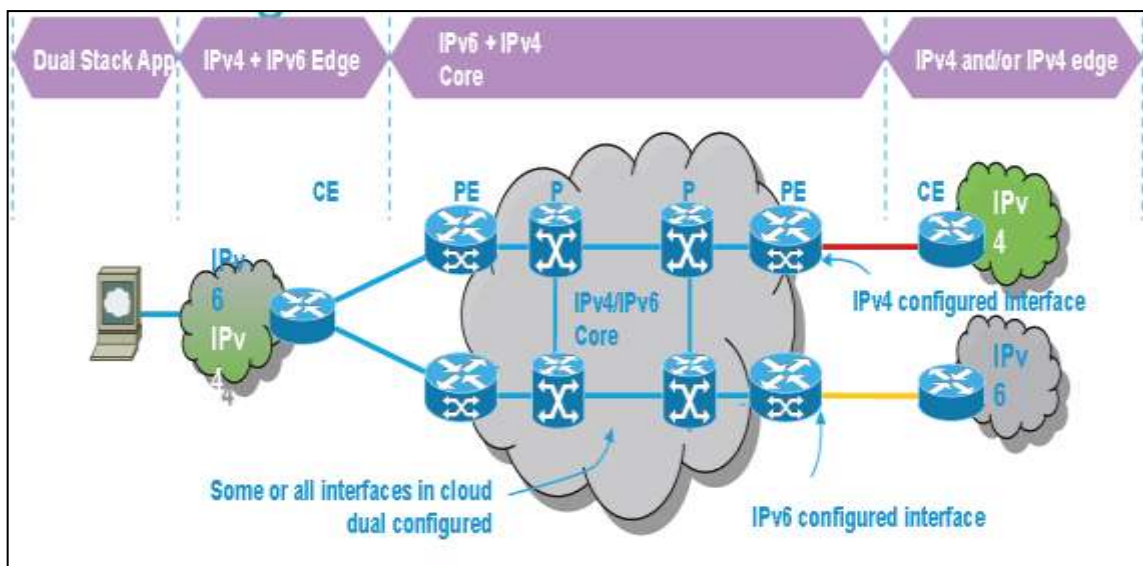 Dual Stack App
IPv4 + IPv6 Edge
IPv6 + IPv4
Core
IPv4 and/or IPv4 edge
CE
PE
P
P
PE
CE
IPv
6
IPv
4
4
IPv4/IPv6
Core
IPv
4
IPv4 configured interface
IPv
6
Some or all interfaces in cloud
dual configured
IPv6 configured interface